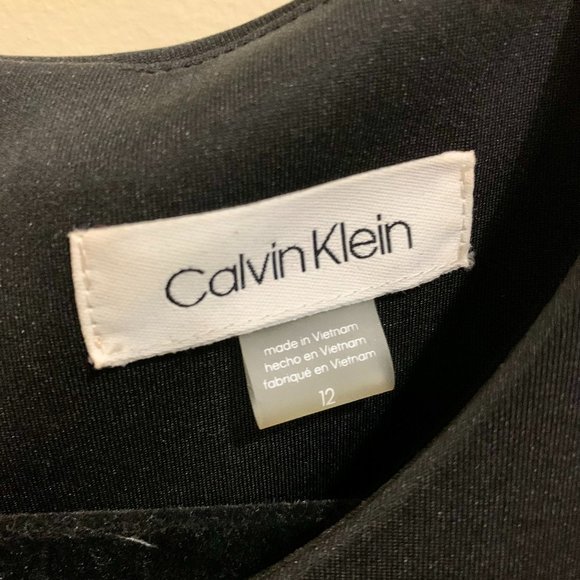 Calvin Klein
made in Vietnam
hecho en Vietnam
fabriqué en Vietnam
12